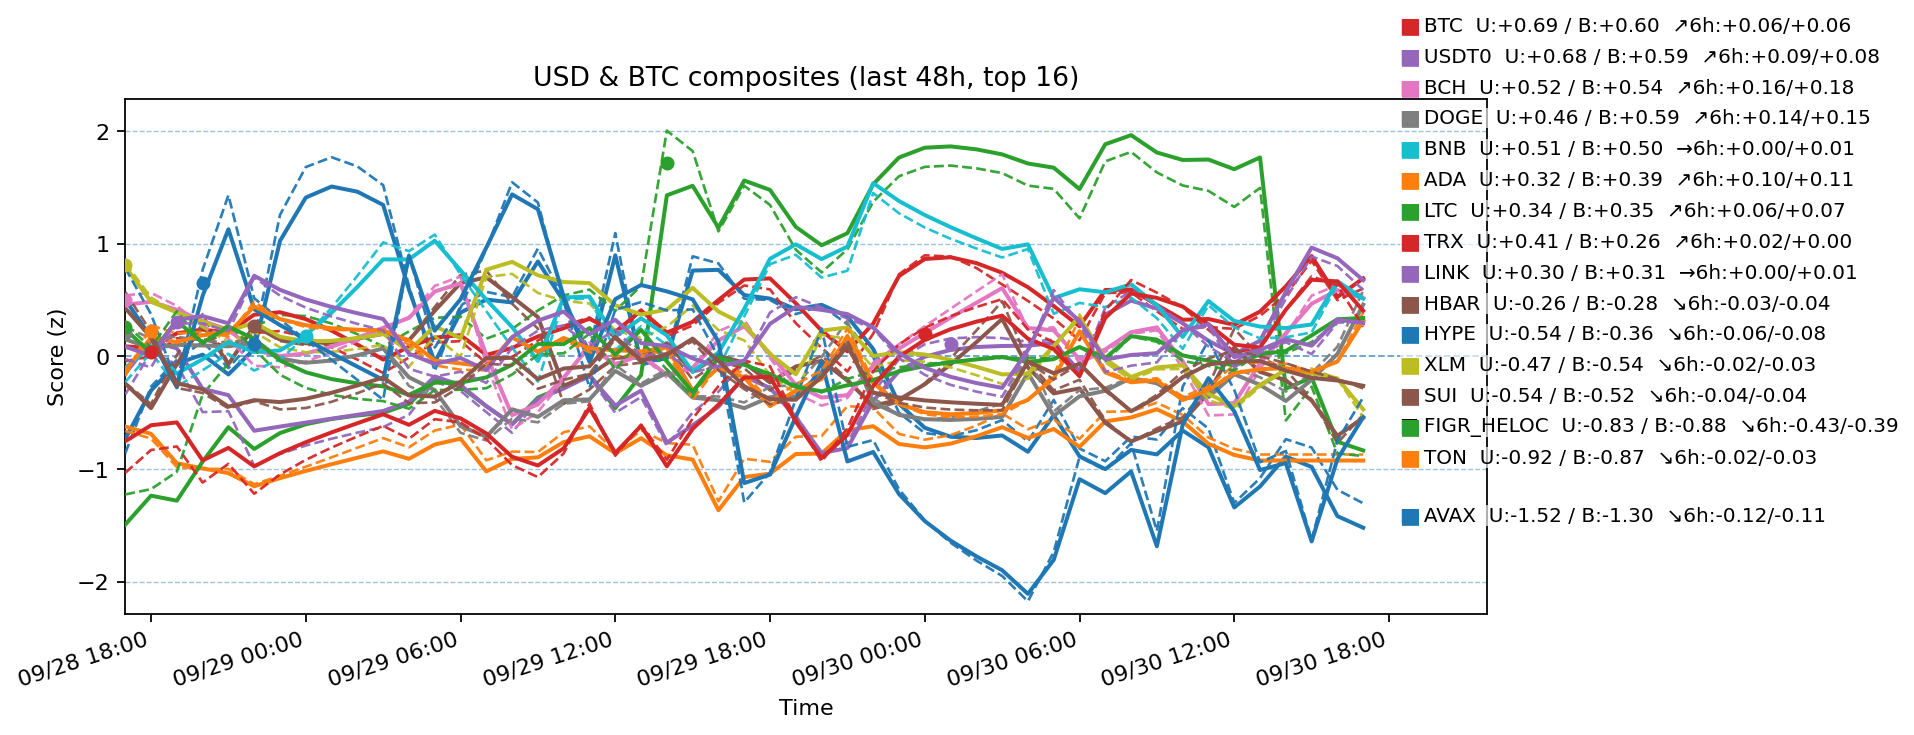 USD & BTC composites (last 48h, top 16)
BTC U:+0.69 / B:+0.60 ↗6h:+0.06/+0.06
USDT0 U:+0.68 / B:+0.59 ↗6h:+0.09/+0.08
BCH U:+0.52 / B:+0.54 ↗6h:+0.16/+0.18
DOGE U:+0.46 / B:+0.59 ↗6h:+0.14/+0.15
BNB U:+0.51 / B:+0.50 →6h:+0.00/+0.01
ADA U:+0.32 / B:+0.39 ↗6h:+0.10/+0.11
LTC U:+0.34 / B:+0.35 ↗6h:+0.06/+0.07
TRX U:+0.41 / B:+0.26 ↗6h:+0.02/+0.00
LINK U:+0.30 / B:+0.31 →6h:+0.00/+0.01
HBAR U:-0.26 / B:-0.28 ↘6h:-0.03/-0.04
HYPE U:-0.54 / B:-0.36 ↘6h:-0.06/-0.08
XLM U:-0.47 / B:-0.54 ↘6h:-0.02/-0.03
SUI U:-0.54 / B:-0.52 ↘6h:-0.04/-0.04
FIGR_HELOC U:-0.83 / B:-0.88 ↘6h:-0.43/-0.39
TON U:-0.92 / B:-0.87 ↘6h:-0.02/-0.03
AVAX U:-1.52 / B:-1.30 ↘6h:-0.12/-0.11
Score (z)
2
1
0
−1
−2
09/28 18:00
09/29 00:00
09/29 06:00
09/29 12:00
09/29 18:00
09/30 00:00
09/30 06:00
09/30 12:00
09/30 18:00
Time